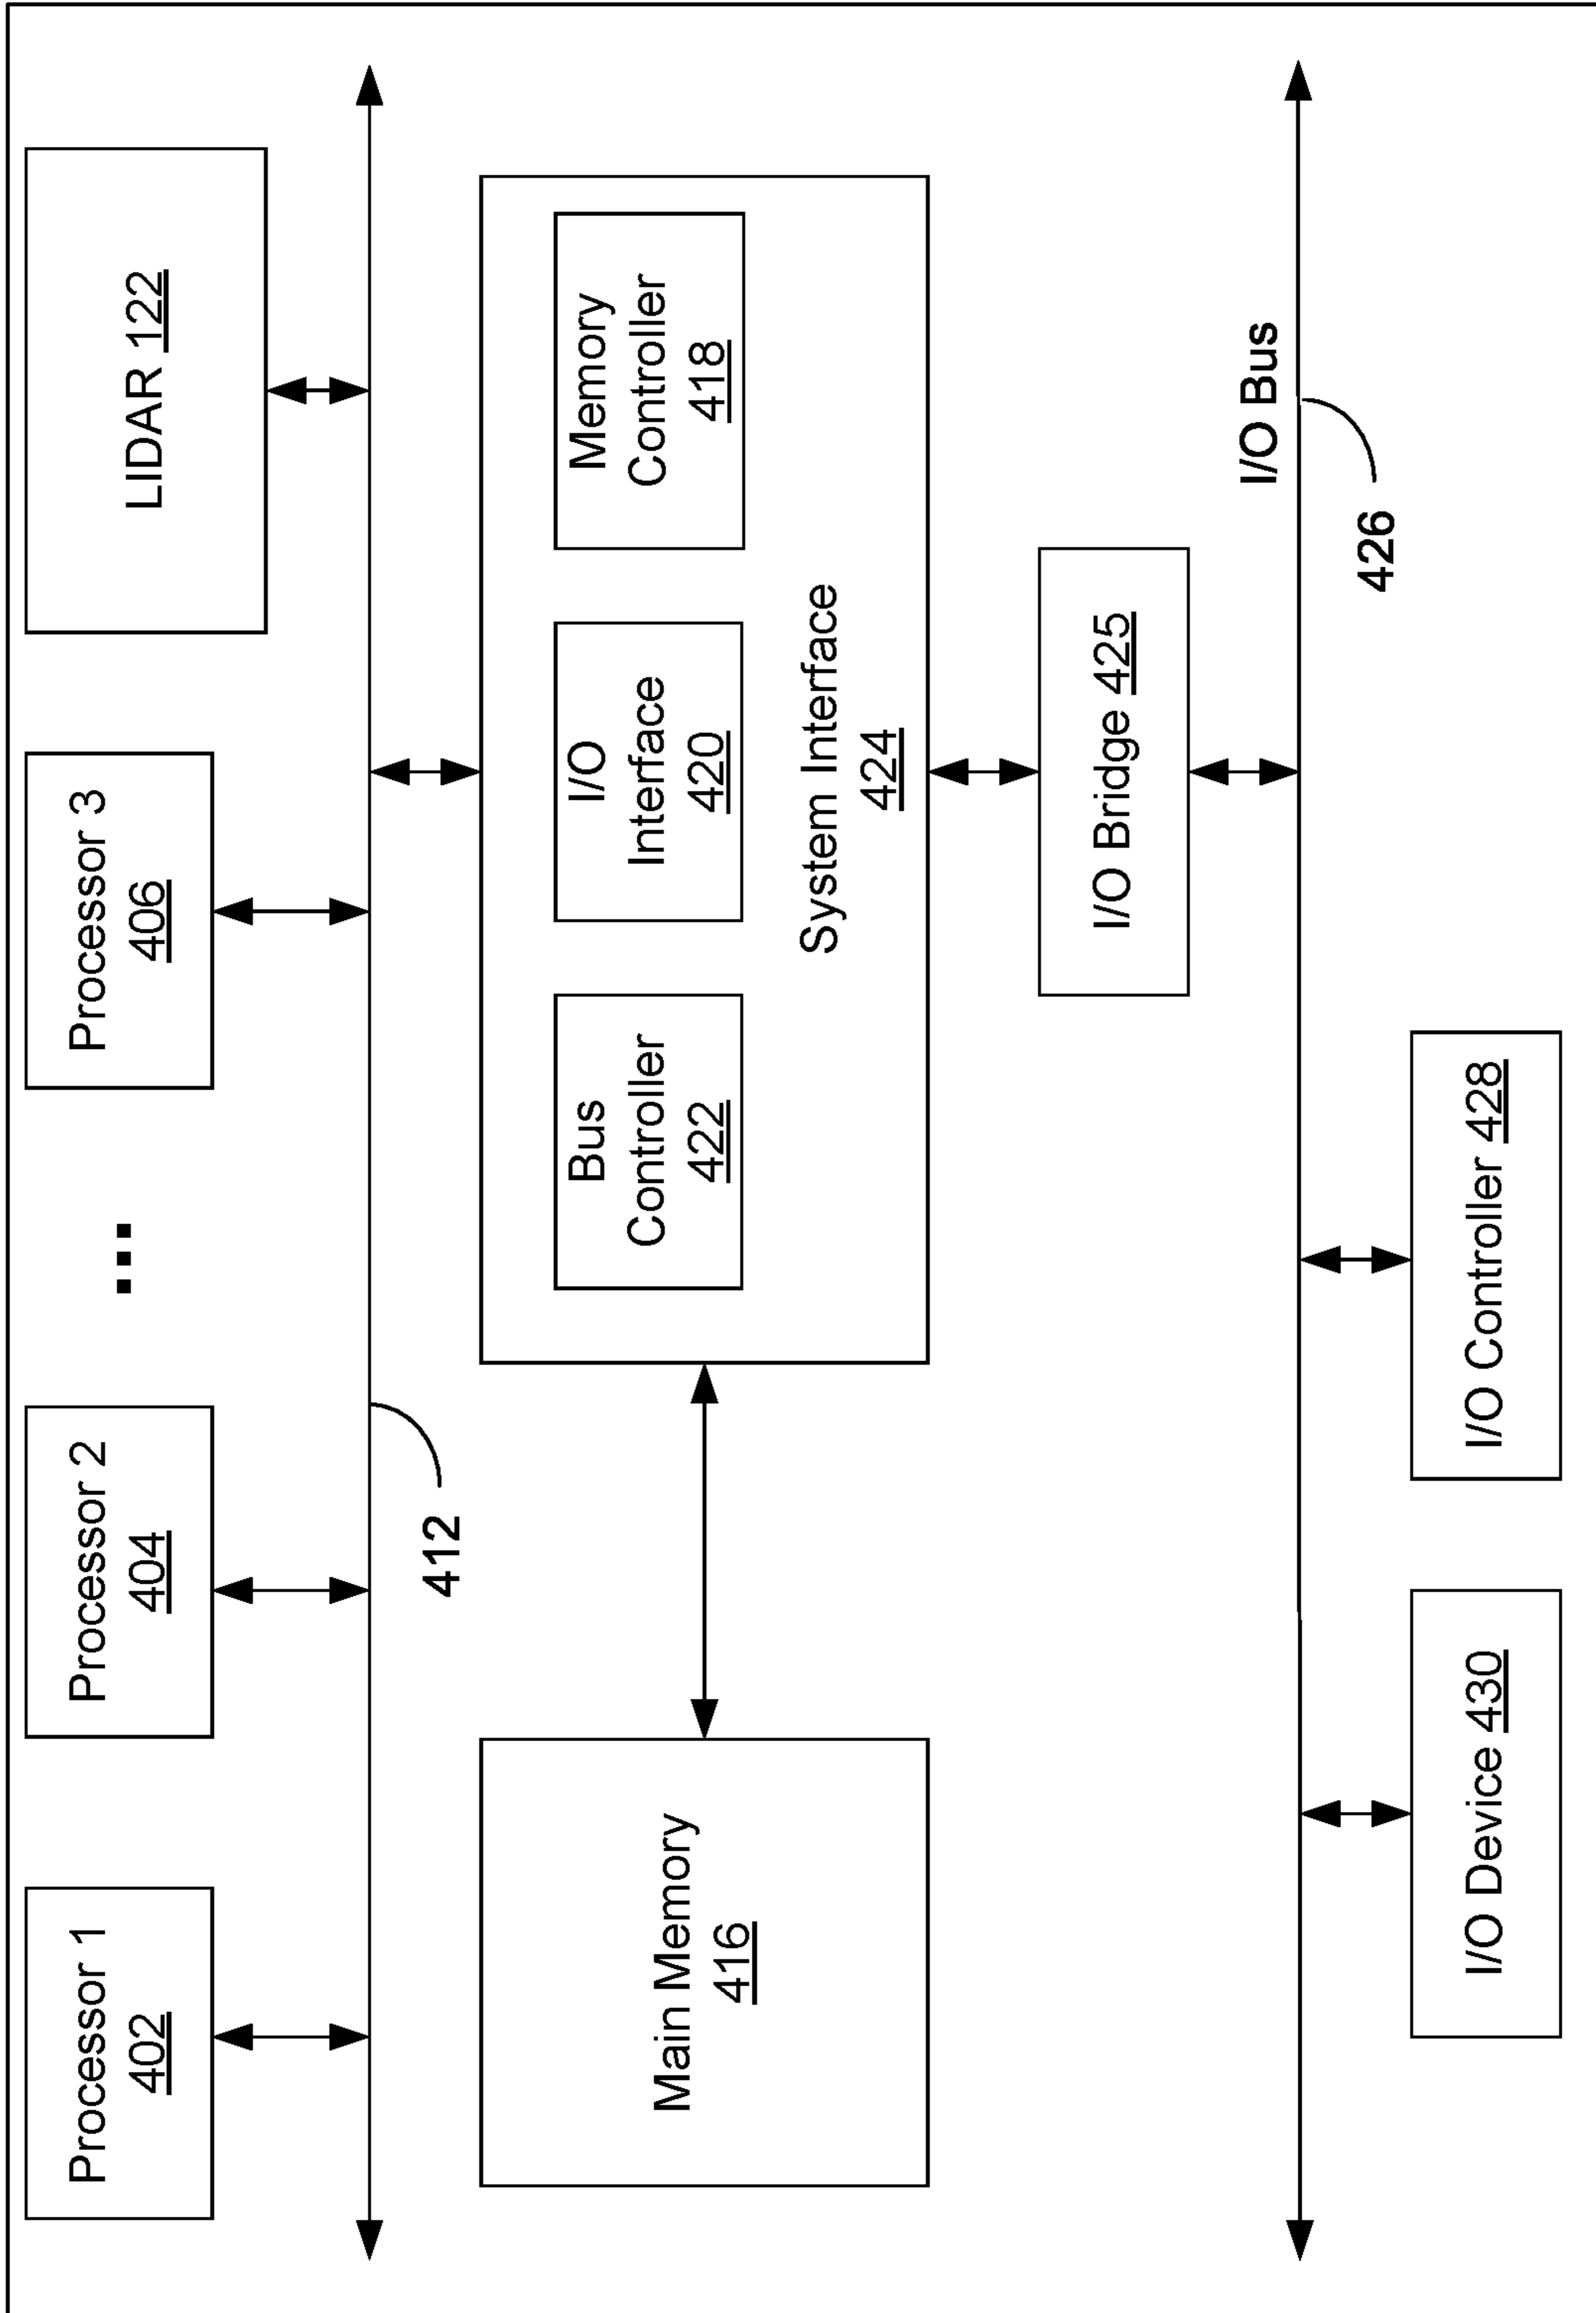 Processor 1
402
Processor 2
404
...
Processor 3
406
LIDAR 122
412
Main Memory
416
Bus
Controller
422
I/O
Interface
420
Memory
Controller
418
System Interface
424
I/O Bridge 425
I/O Bus
426
I/O Device 430
I/O Controller 428